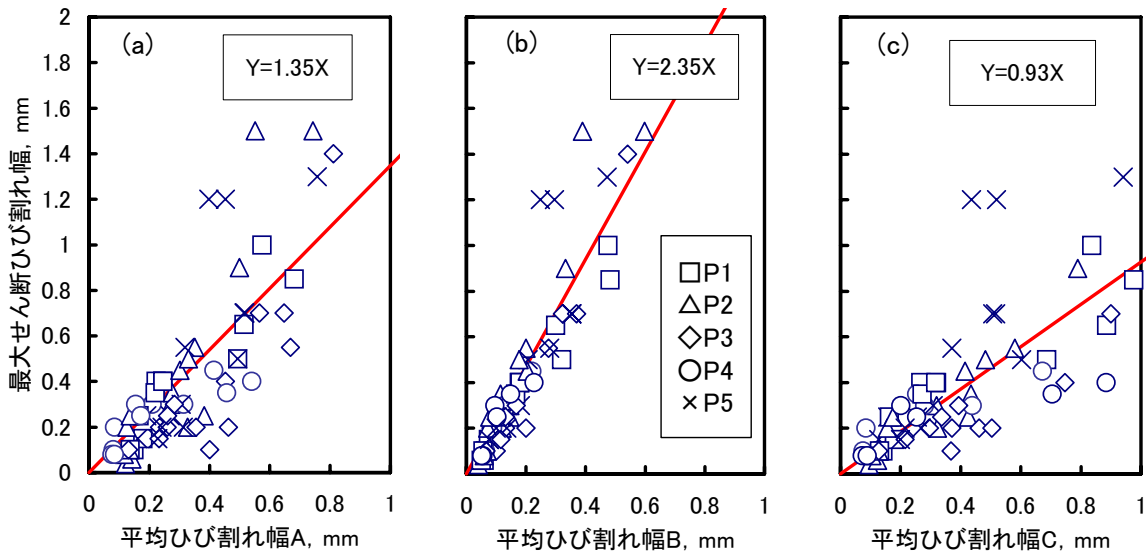 最大せん断ひび割れ幅, mm
2
1.8
1.6
1.4
1.2
1
0.8
0.6
0.4
0.2
0
(a)
Y=1.35X
0 0.2 0.4 0.6 0.8 1
平均ひび割れ幅A, mm
(b)
Y=2.35X
P1
P2
P3
P4
P5
0 0.2 0.4 0.6 0.8 1
平均ひび割れ幅B, mm
(c)
Y=0.93X
0 0.2 0.4 0.6 0.8 1
平均ひび割れ幅C, mm